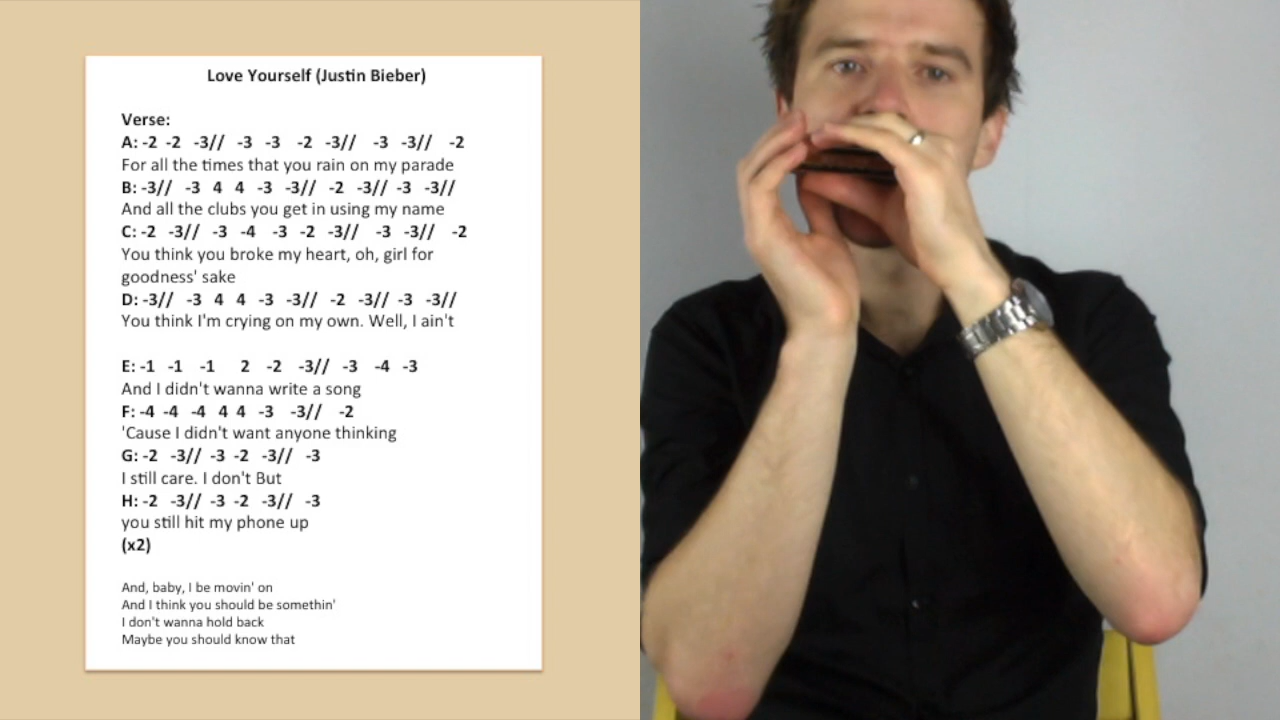 Love Yourself (Justin Bieber)
Verse:
A: -2 -2 -3// -3 -3 -2 -3// -3 -3// -2
For all the times that you rain on my parade
B: -3// -3 4 4 -3 -3// -2 -3// -3 -3//
And all the clubs you get in using my name
C: -2 -3// -3 -4 -3 -2 -3// -3 -3// -2
You think you broke my heart, oh, girl for
goodness' sake
D: -3// -3 4 4 -3 -3// -2 -3// -3 -3//
You think I'm crying on my own. Well, I ain't
E: -1 -1 -1 2 -2 -3// -3 -4 -3
And I didn't wanna write a song
F: -4 -4 -4 4 4 -3 -3// -2
'Cause I didn't want anyone thinking
G: -2 -3// -3 -2 -3// -3
I still care. I don't But
H: -2 -3// -3 -2 -3// -3
you still hit my phone up
(x2)
And, baby, I be movin' on
And I think you should be somethin'
I don't wanna hold back
Maybe you should know that